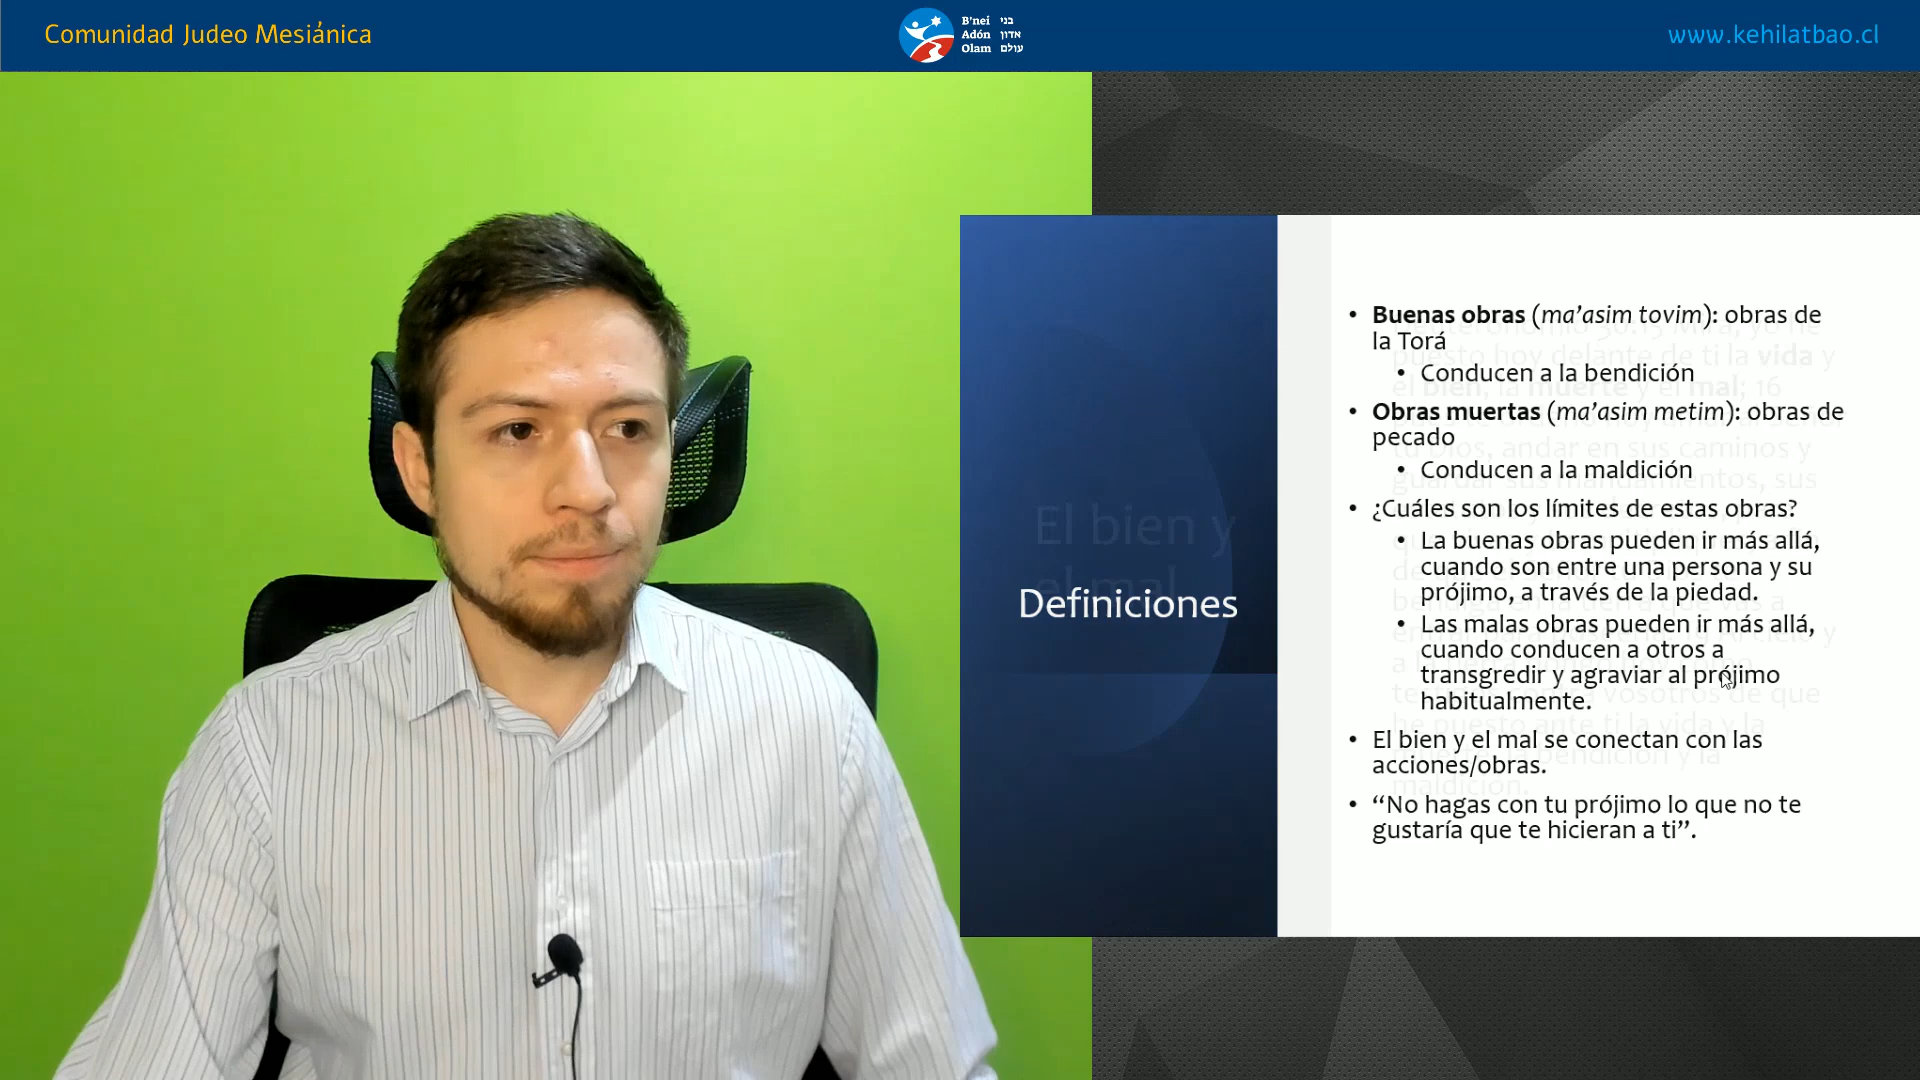 Comunidad Judeo Mesiánica
B'nei בני
Adón אדון
Olam עולם
www.kehilatbao.cl
El bien y
el mal
Definiciones
• Buenas obras (ma’asim tovim): obras de
la Torá
• Conducen a la bendición
• Obras muertas (ma’asim metim): obras de
pecado
• Conducen a la maldición
• ¿Cuáles son los límites de estas obras?
• La buenas obras pueden ir más allá,
cuando son entre una persona y su
prójimo, a través de la piedad.
• Las malas obras pueden ir más allá,
cuando conducen a otros a
transgredir y agraviar al prójimo
habitualmente.
• El bien y el mal se conectan con las
acciones/obras.
• “No hagas con tu prójimo lo que no te
gustaría que te hicieran a ti”.